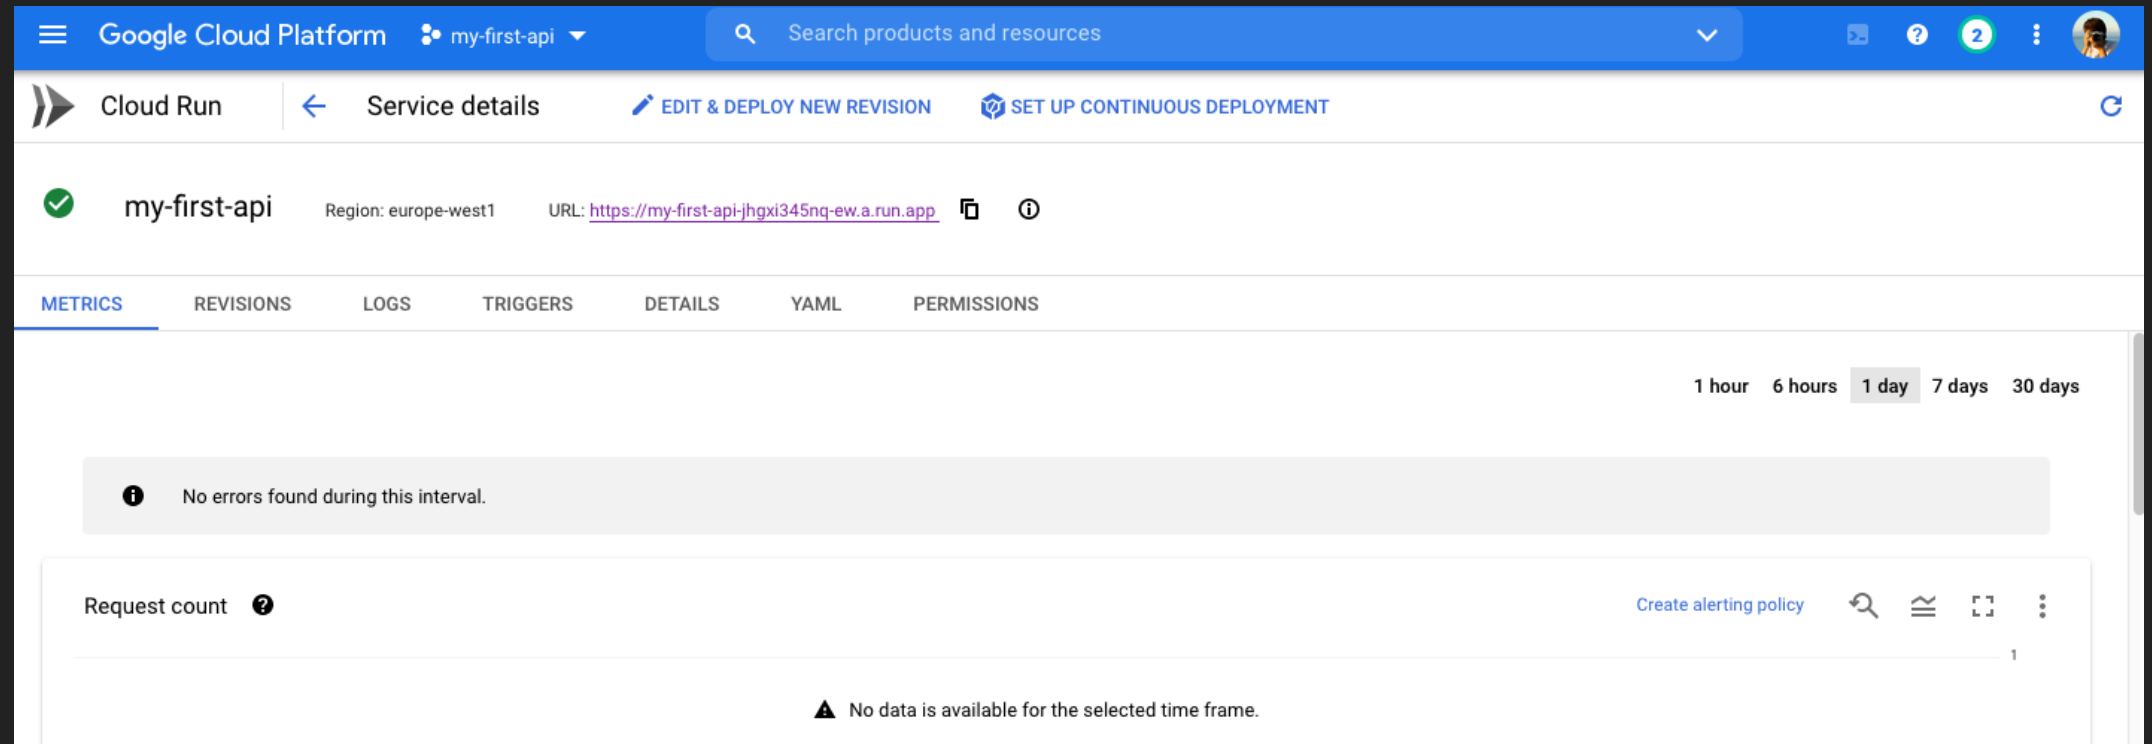 Google Cloud Platform my-first-api Search products and resources 2
Cloud Run Service details EDIT & DEPLOY NEW REVISION SET UP CONTINUOUS DEPLOYMENT
my-first-api Region: europe-west1 URL: https://my-first-api-jhgxi345nq-ew.a.run.app
METRICS REVISIONS LOGS TRIGGERS DETAILS YAML PERMISSIONS
1 hour 6 hours 1 day 7 days 30 days
No errors found during this interval.
Request count Create alerting policy
1
No data is available for the selected time frame.